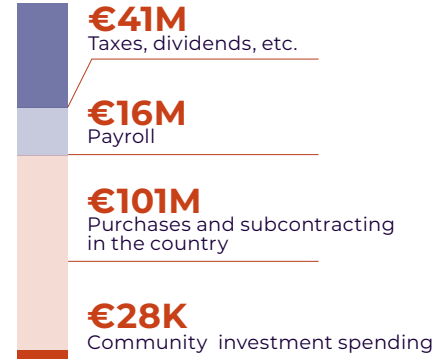 €41M
Taxes, dividends, etc.
€16M
Payroll
€101M
Purchases and subcontracting
in the country
€28K
Community investment spending